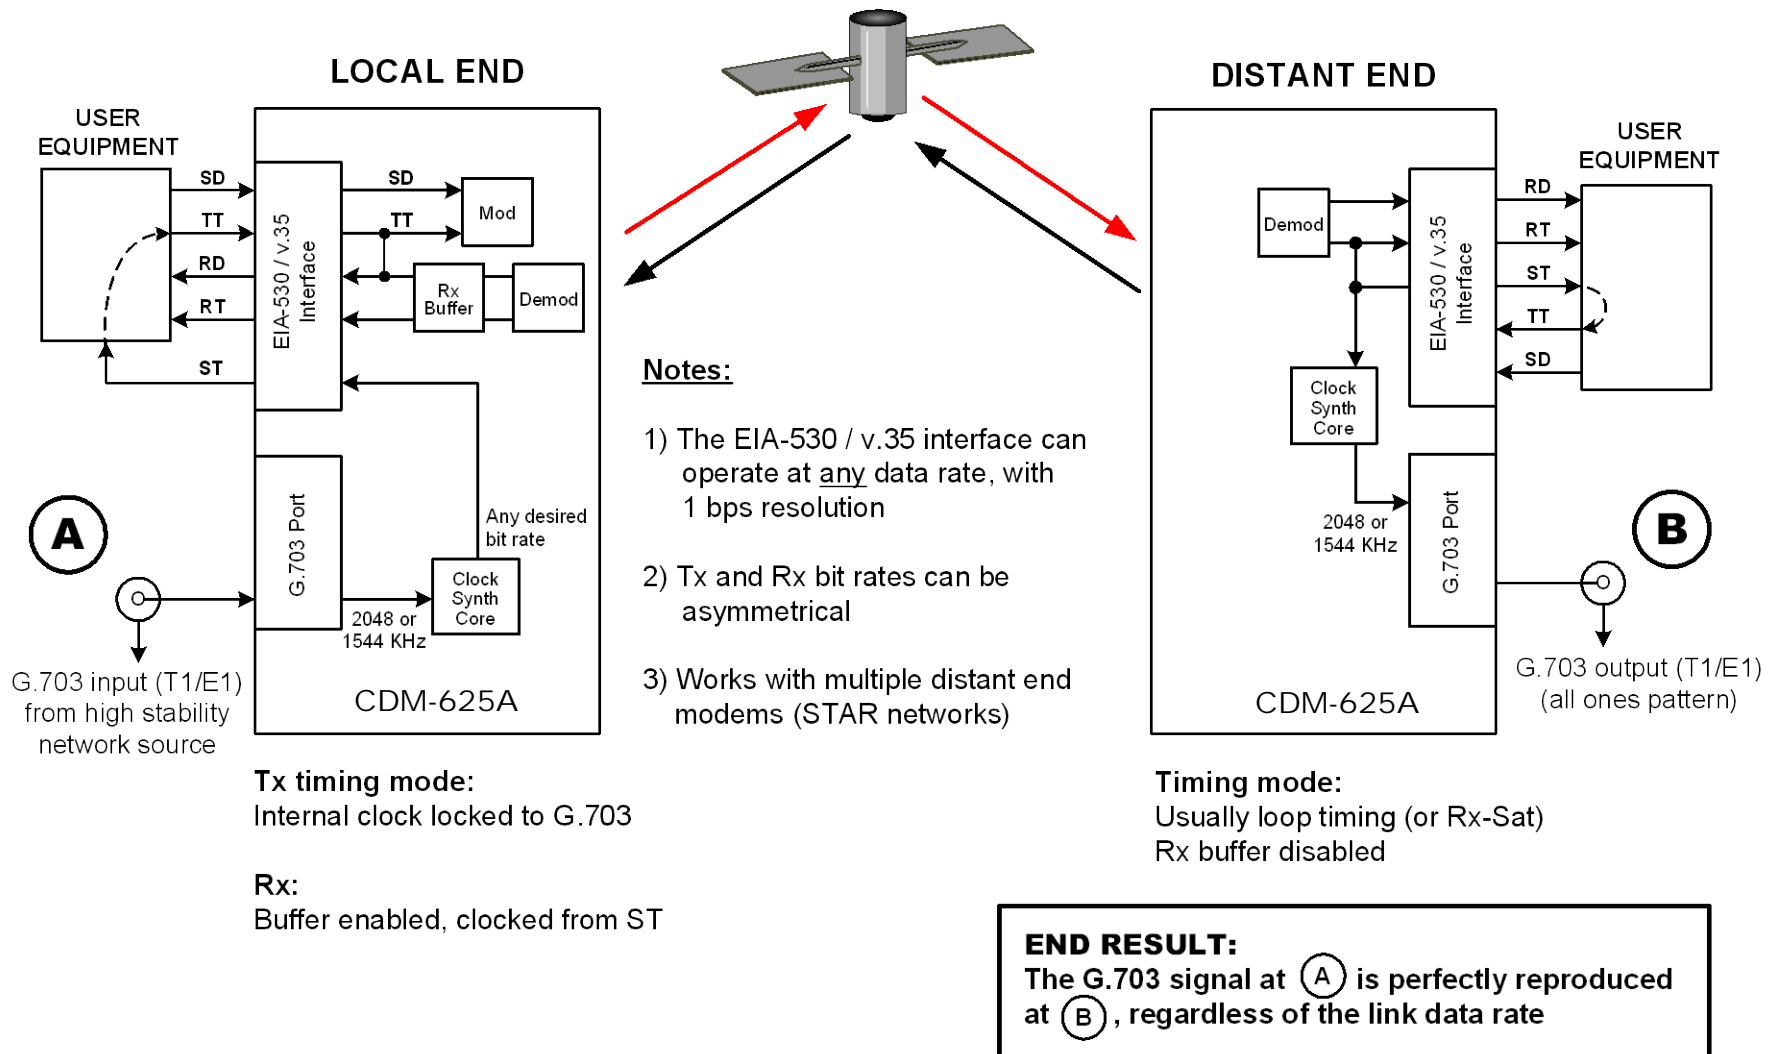 LOCAL END
DISTANT END
USER
EQUIPMENT
SD
TT
RD
RT
ST
EIA-530 / v.35
Interface
SD
TT
Mod
Rx
Buffer
Demod
A
G.703 Port
2048 or
1544 KHz
Any desired
bit rate
Clock
Synth
Core
G.703 input (T1/E1)
from high stability
network source
CDM-625A
Tx timing mode:
Internal clock locked to G.703
Rx:
Buffer enabled, clocked from ST
Notes:
1) The EIA-530 / v.35 interface can
operate at any data rate, with
1 bps resolution
2) Tx and Rx bit rates can be
asymmetrical
3) Works with multiple distant end
modems (STAR networks)
USER
EQUIPMENT
Demod
EIA-530 / v.35
Interface
RD
RT
ST
TT
SD
Clock
Synth
Core
2048 or
1544 KHz
G.703 Port
B
G.703 output (T1/E1)
(all ones pattern)
CDM-625A
Timing mode:
Usually loop timing (or Rx-Sat)
Rx buffer disabled
END RESULT:
The G.703 signal at A is perfectly reproduced
at B , regardless of the link data rate